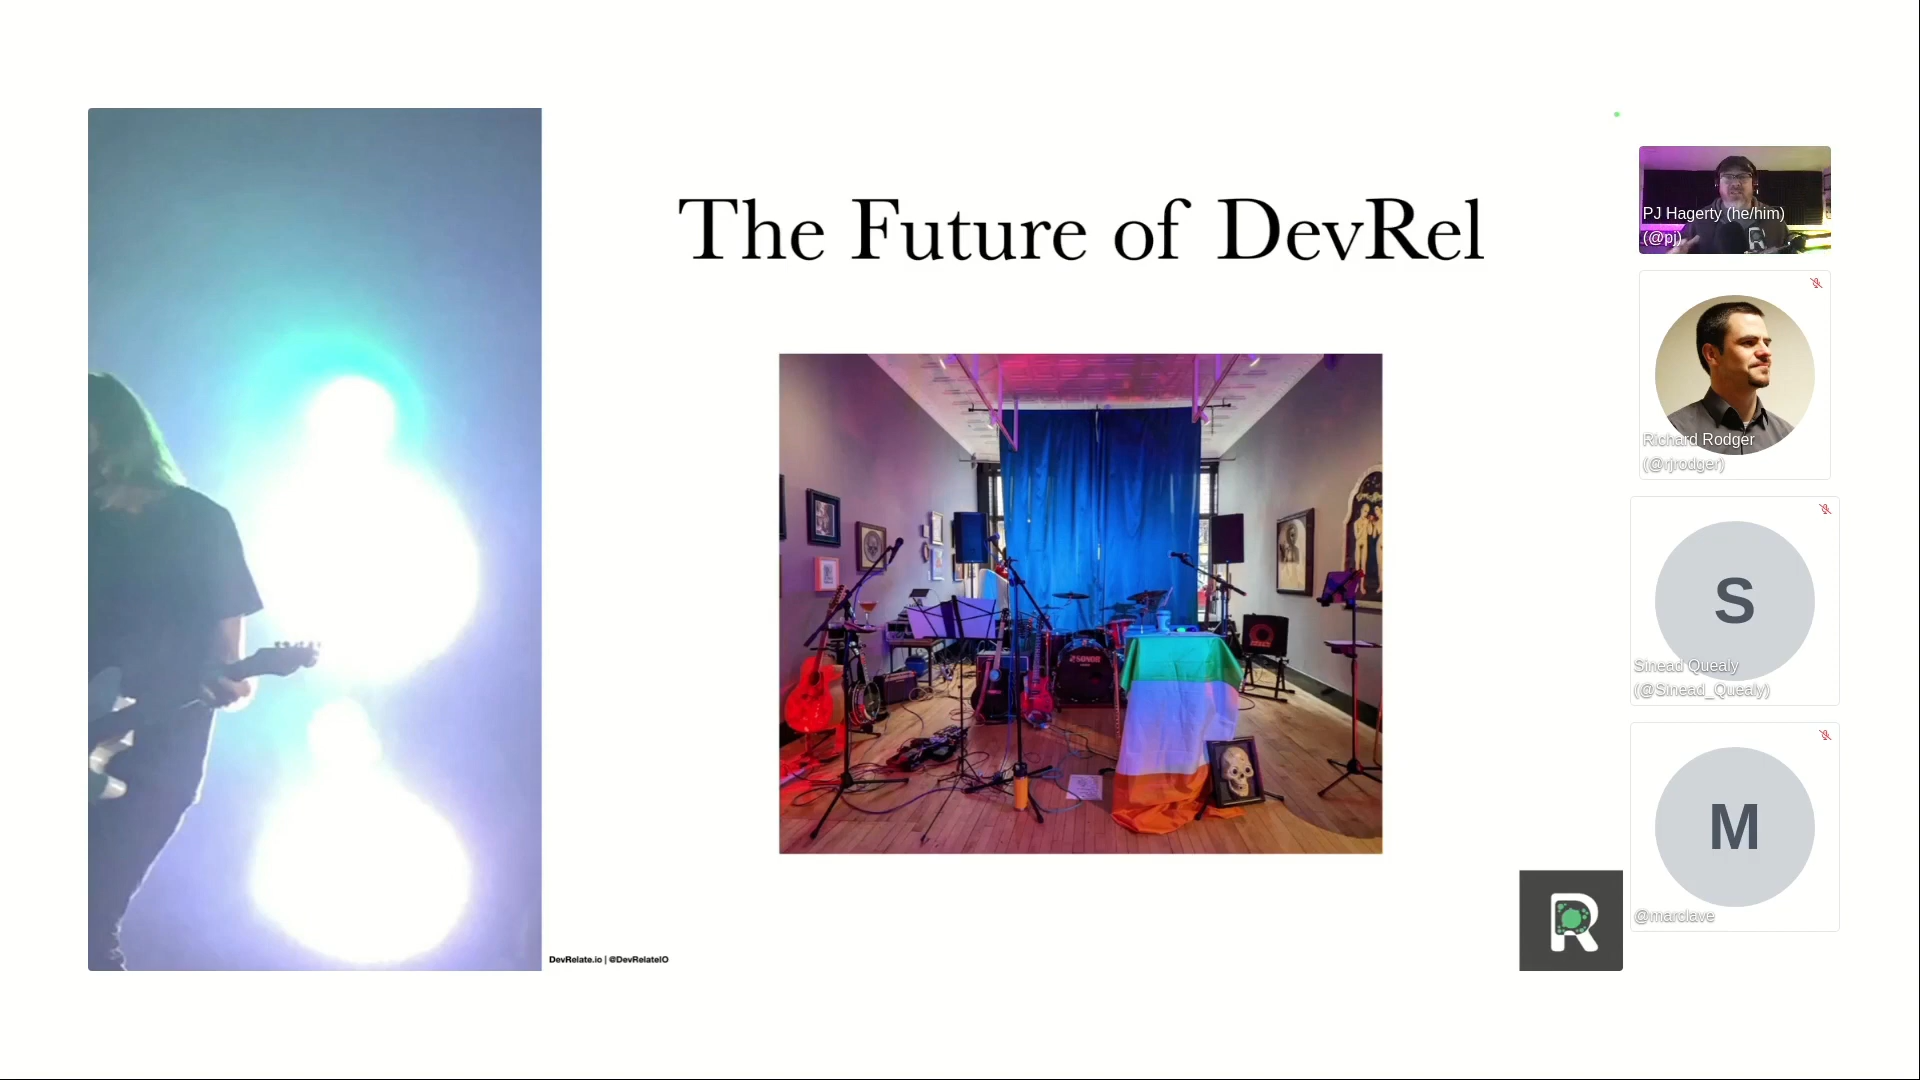 The Future of DevRel
SONOR
DevRelate.io | @DevRelateIO
R
PJ Hagerty (he/him)
(@pj)
Richard Rodger
(@rjrodger)
S
Sinead Quealy
(@Sinead_Quealy)
M
@marclave